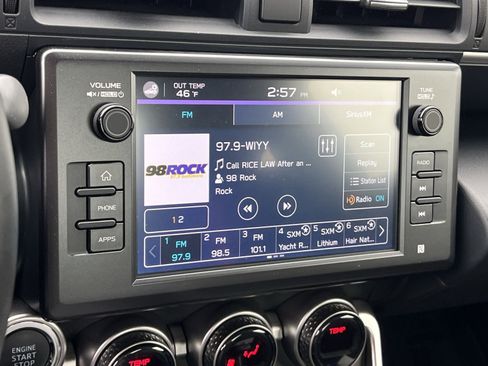 VOLUME
HOLD
OUT TEMP
46°F
2:57 PM
TUNE
FM
AM
SiriusXM
97.9-WIYY
Call RICE LAW After an ...
98 Rock
Rock
98ROCK
Scan
Replay
Station List
HD Radio ON
1 2
PHONE
APPS
RADIO
1 FM 97.9
2 FM 98.5
3 FM 101.1
4 SXM Yacht R...
5 SXM Lithium
6 SXM Hair Nat...
ENGINE
START
STOP
TEMP
TEMP